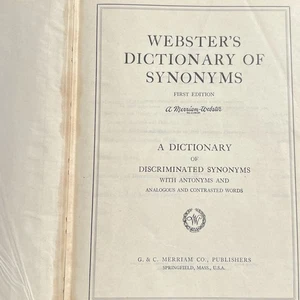 WEBSTER'S
DICTIONARY OF
SYNONYMS
FIRST EDITION
A Merriam-Webster
A DICTIONARY
OF
DISCRIMINATED SYNONYMS
WITH ANTONYMS AND
ANALOGOUS AND CONTRASTED WORDS
W
G. & C. MERRIAM CO., PUBLISHERS
SPRINGFIELD, MASS., U.S.A.